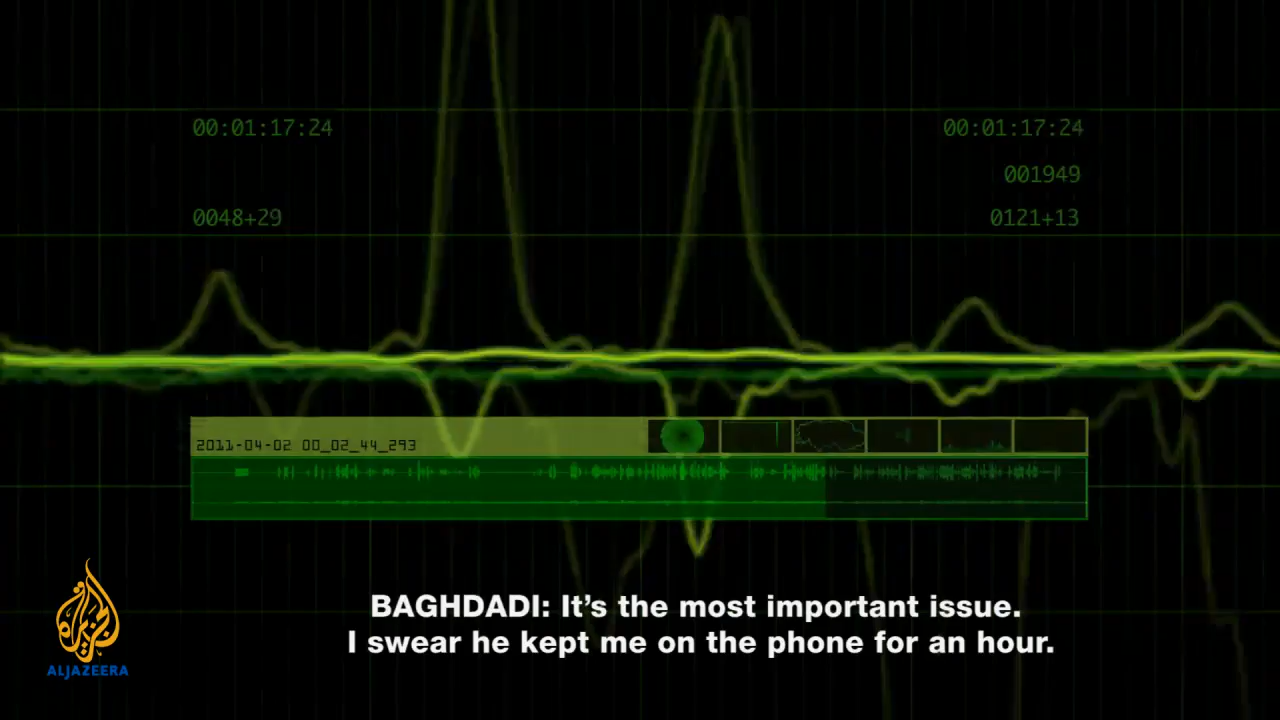 00:01:17:24
00:01:17:24
001949
0048+29
0121+13
2011-04-02 00_02_44_293
BAGHDADI: It's the most important issue.
I swear he kept me on the phone for an hour.
الجزيرة
ALJAZEERA